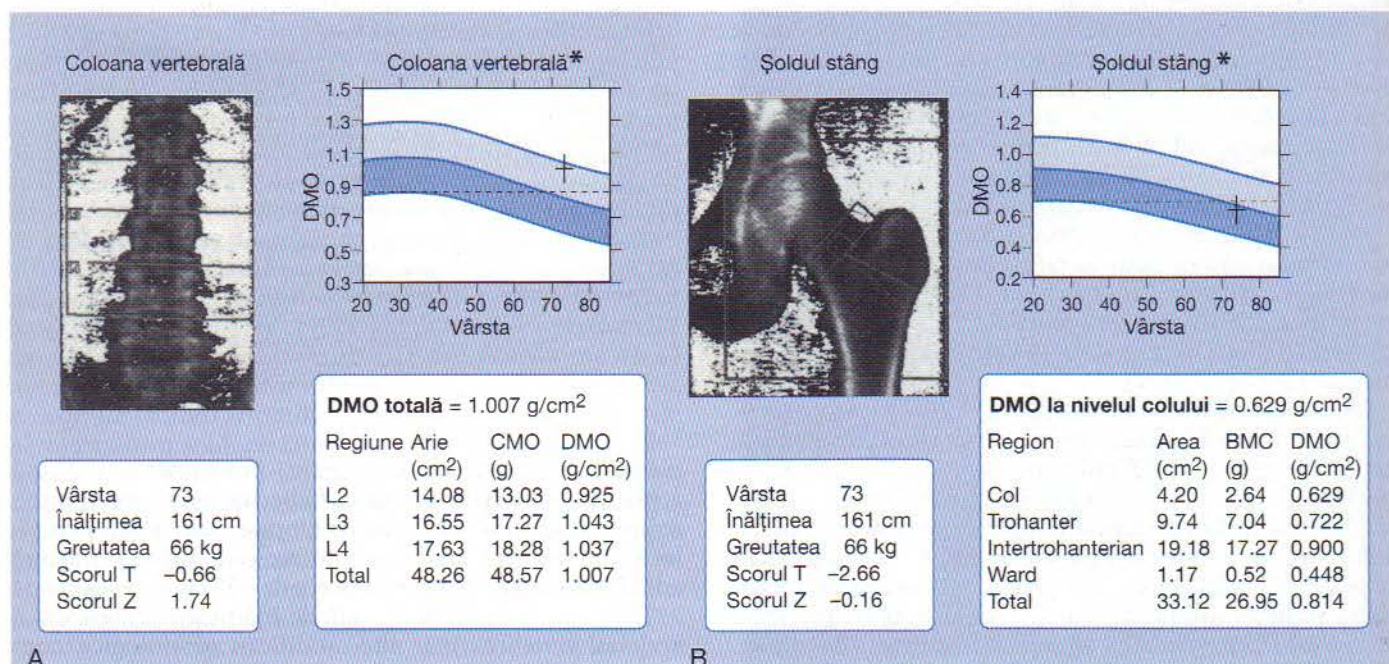 Coloana vertebrală
Coloana vertebrală*
1.5
1.3
1.1
0.9
0.7
0.5
0.3
DMO
20 30 40 50 60 70 80
Vârsta
DMO totală = 1.007 g/cm²
Regiune Arie CMO DMO
(cm²) (g) (g/cm²)
L2 14.08 13.03 0.925
L3 16.55 17.27 1.043
L4 17.63 18.28 1.037
Total 48.26 48.57 1.007
Vârsta 73
Înălțimea 161 cm
Greutatea 66 kg
Scorul T –0.66
Scorul Z 1.74
A
Șoldul stâng
Șoldul stâng *
1.4
1.2
1.0
0.8
0.6
0.4
0.2
DMO
20 30 40 50 60 70 80
Vârsta
DMO la nivelul colului = 0.629 g/cm²
Region Area BMC DMO
(cm²) (g) (g/cm²)
Col 4.20 2.64 0.629
Trohanter 9.74 7.04 0.722
Intertrohanterian 19.18 17.27 0.900
Ward 1.17 0.52 0.448
Total 33.12 26.95 0.814
Vârsta 73
Înălțimea 161 cm
Greutatea 66 kg
Scorul T –2.66
Scorul Z –0.16
B